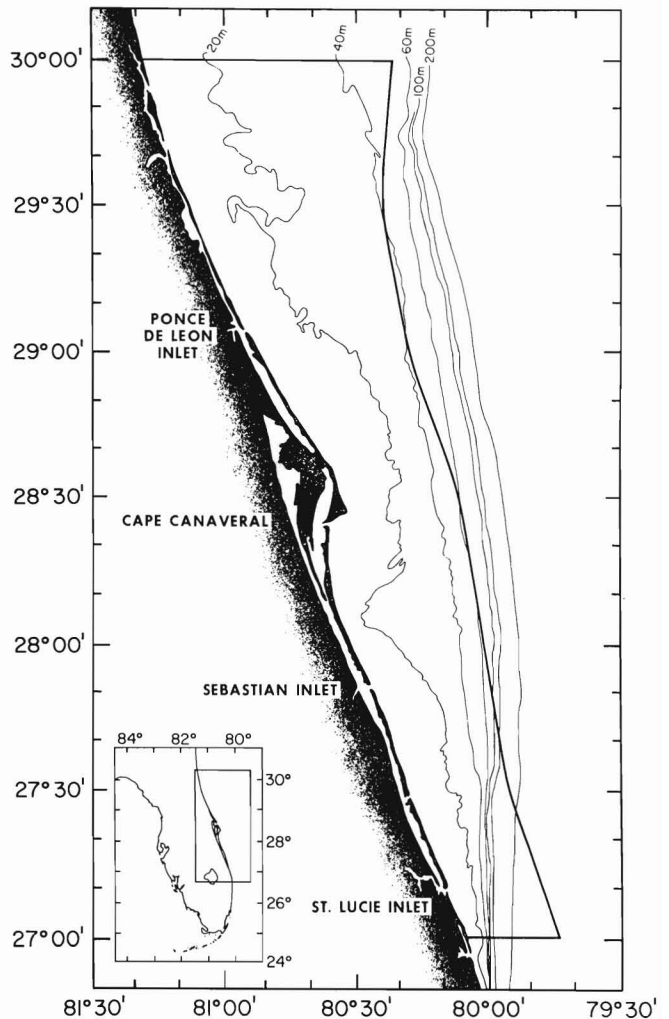 20m
40m
60m
100m
200m
30°00'
29°30'
PONCE
DE LEON
INLET
29°00'
28°30'
CAPE CANAVERAL
28°00'
SEBASTIAN INLET
84° 82° 80°
30°
28°
26°
24°
27°30'
ST. LUCIE INLET
27°00'
81°30' 81°00' 80°30' 80°00' 79°30'